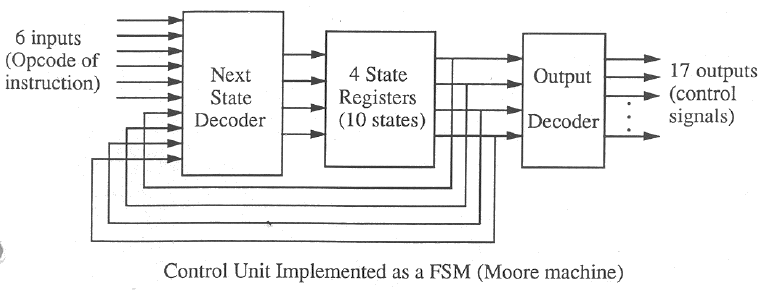 6 inputs
(Opcode of
instruction)
Next
State
Decoder
4 State
Registers
(10 states)
Output
Decoder
17 outputs
(control
signals)
Control Unit Implemented as a FSM (Moore machine)